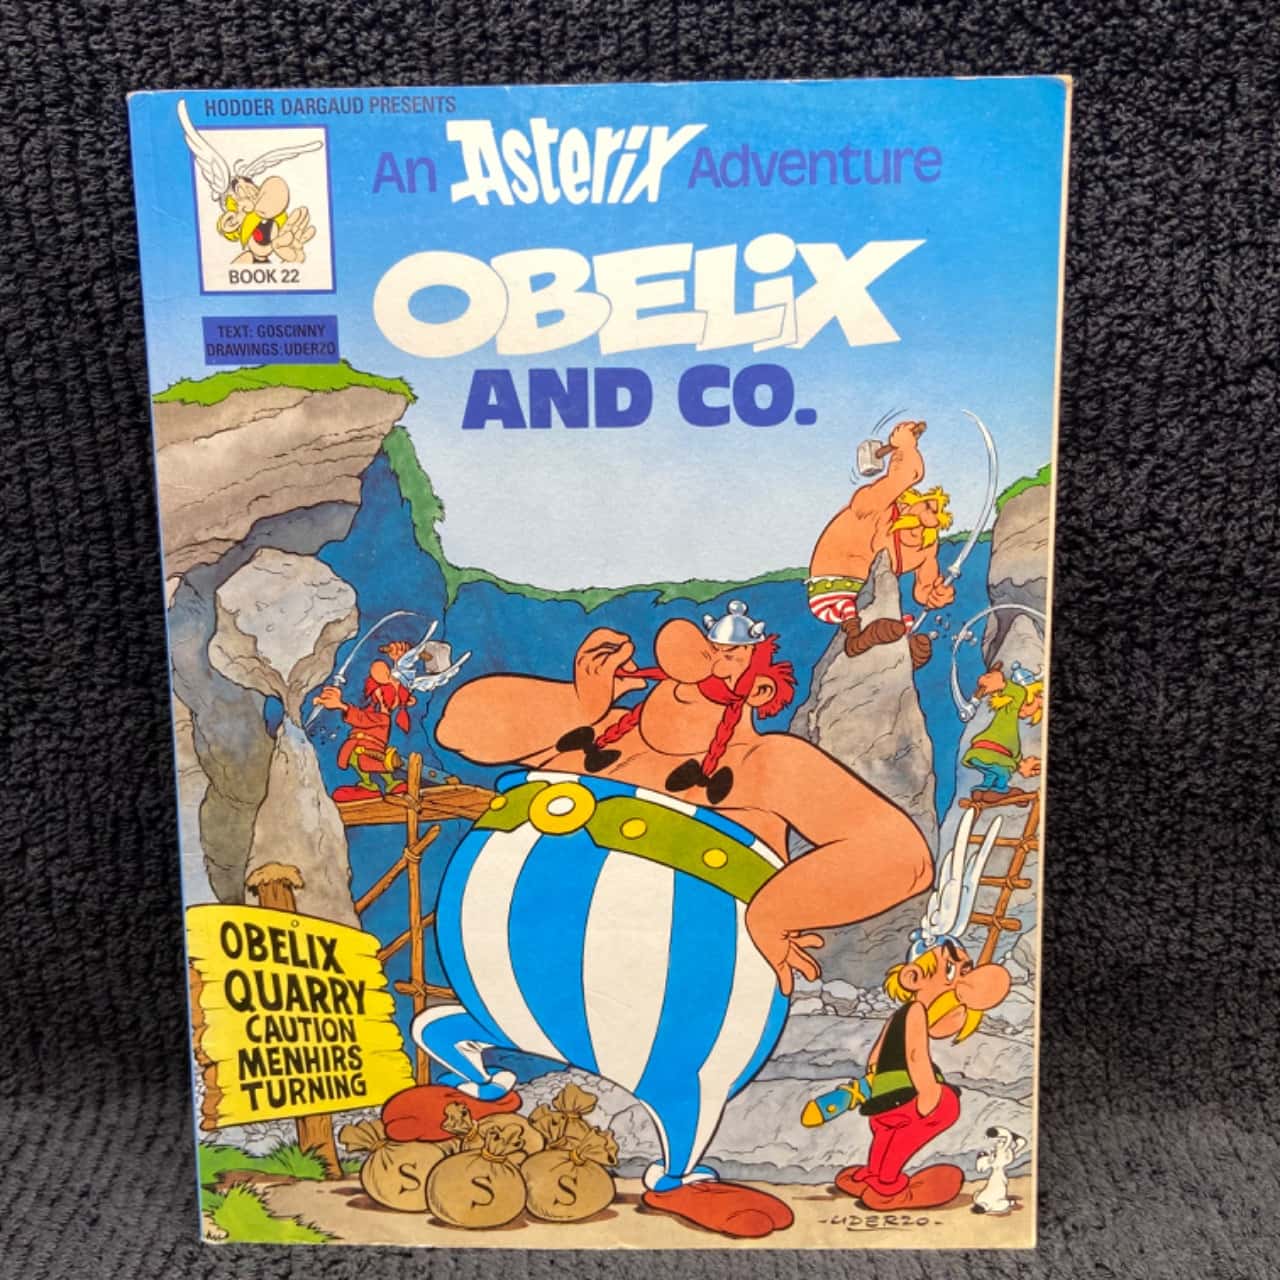 HODDER DARGAUD PRESENTS
An Asterix Adventure
BOOK 22
OBELiX
AND CO.
TEXT: GOSCINNY
DRAWINGS: UDERZO
OBELIX
QUARRY
CAUTION
MENHIRS
TURNING
S S S
-UDERZO-